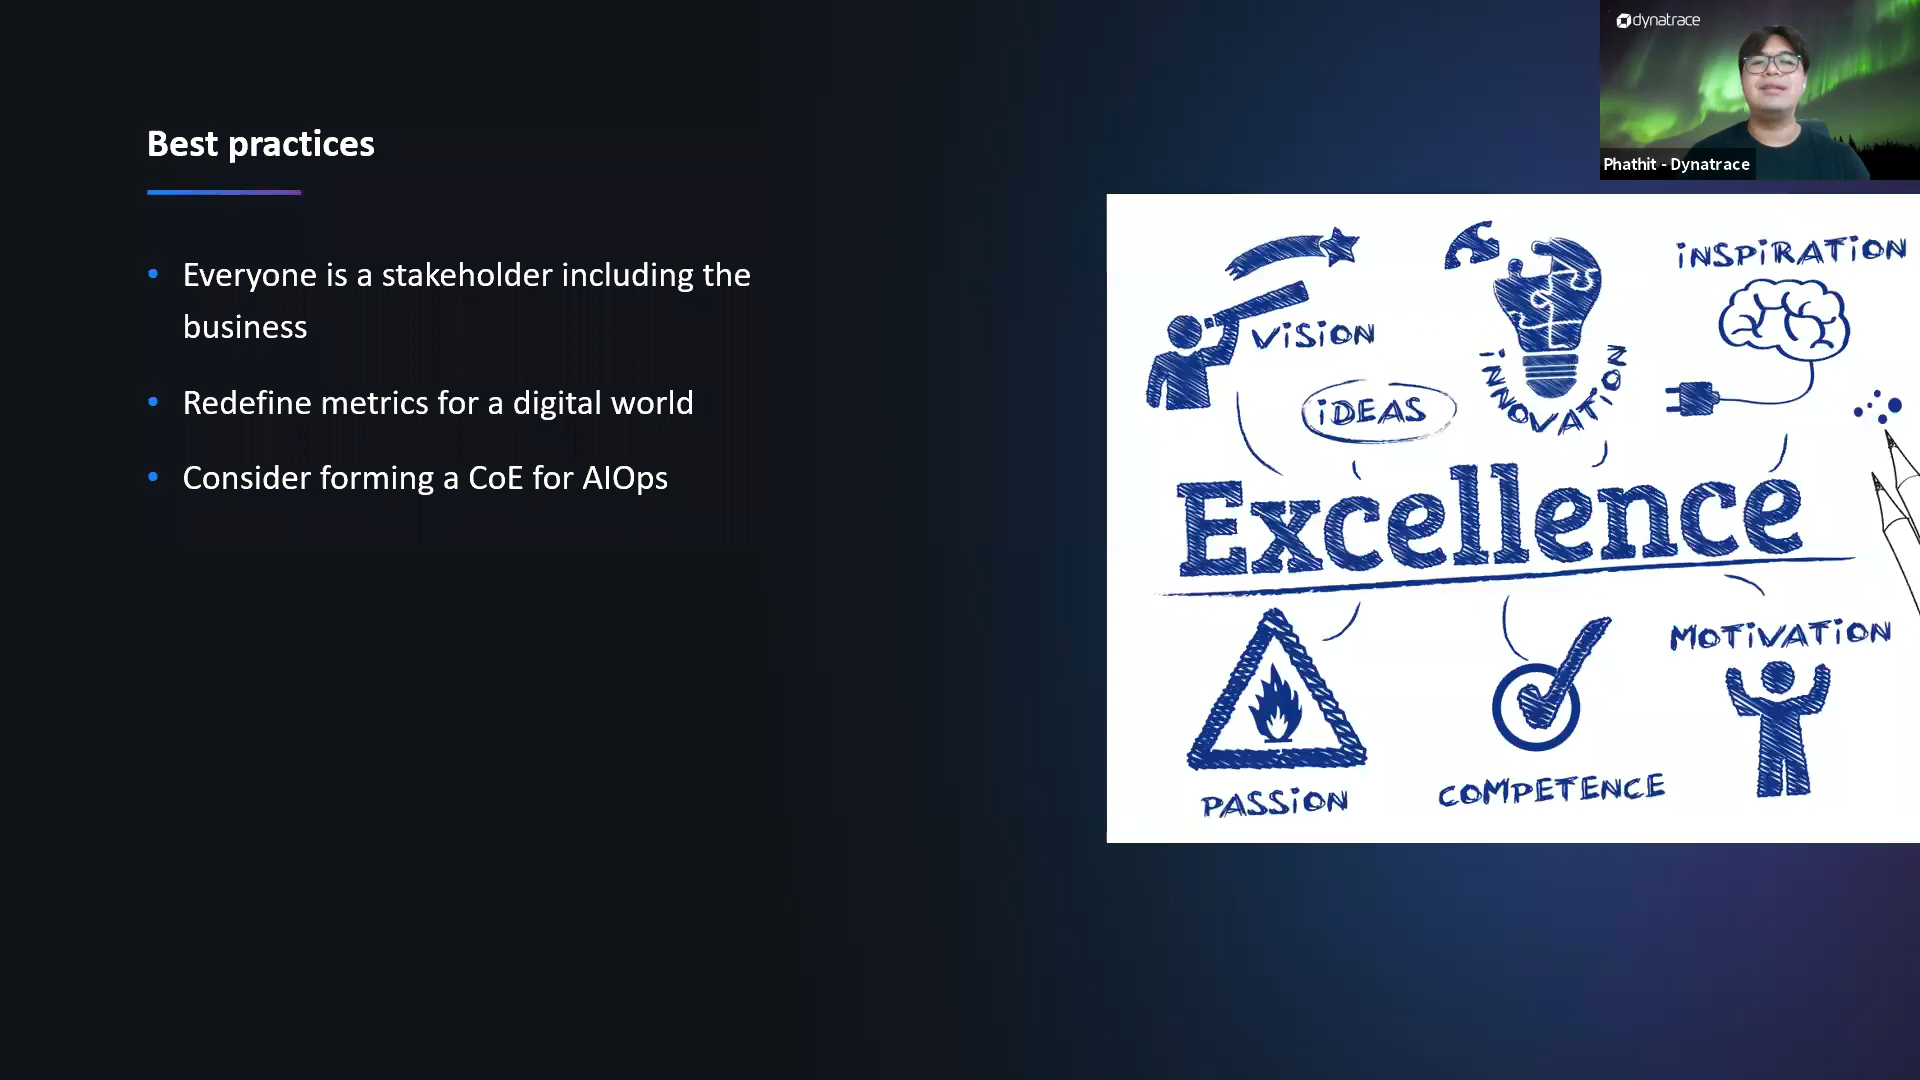 dynatrace
Phathit - Dynatrace
Best practices
• Everyone is a stakeholder including the
business
• Redefine metrics for a digital world
• Consider forming a CoE for AIOps
ViSiON
iNNOVATiON
iNSPiRATiON
iDEAS
Excellence
PASSiON
COMPETENCE
MOTiVATiON